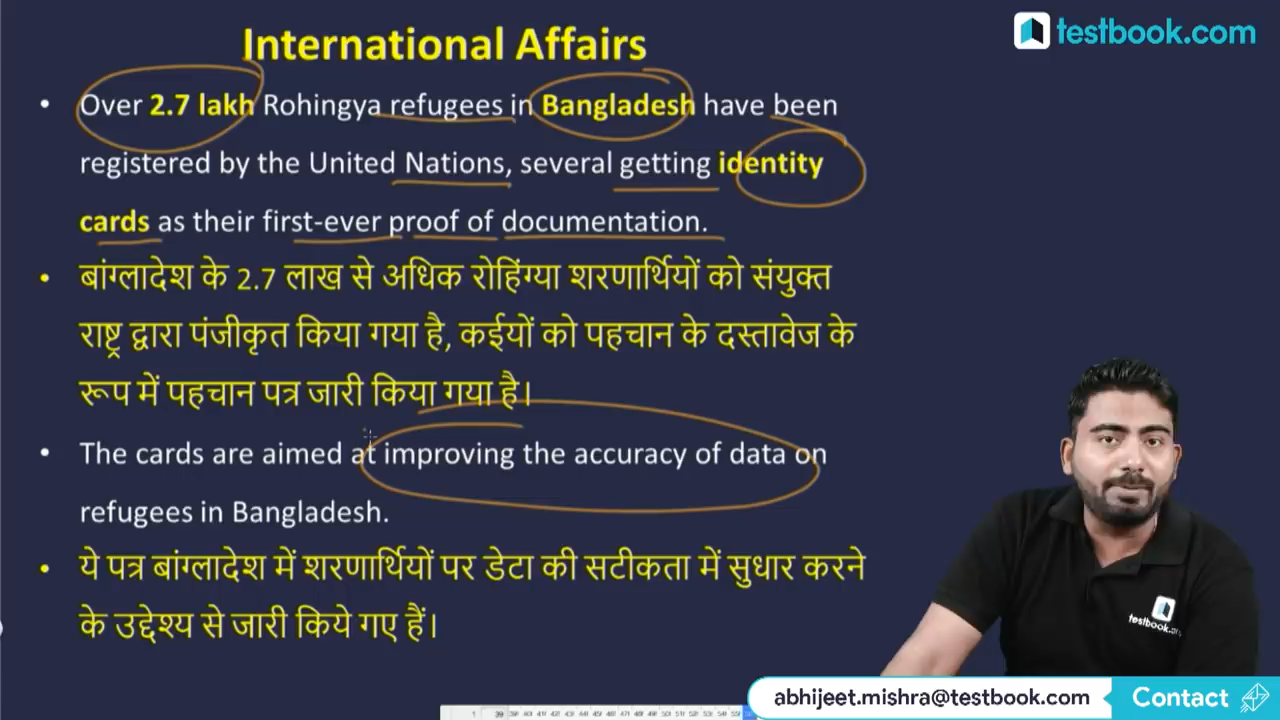 International Affairs
testbook.com
• Over 2.7 lakh Rohingya refugees in Bangladesh have been
registered by the United Nations, several getting identity
cards as their first-ever proof of documentation.
• बांग्लादेश के 2.7 लाख से अधिक रोहिंग्या शरणार्थियों को संयुक्त
राष्ट्र द्वारा पंजीकृत किया गया है, कईयों को पहचान के दस्तावेज के
रूप में पहचान पत्र जारी किया गया है।
• The cards are aimed at improving the accuracy of data on
refugees in Bangladesh.
• ये पत्र बांग्लादेश में शरणार्थियों पर डेटा की सटीकता में सुधार करने
के उद्देश्य से जारी किये गए हैं।
abhijeet.mishra@testbook.com Contact